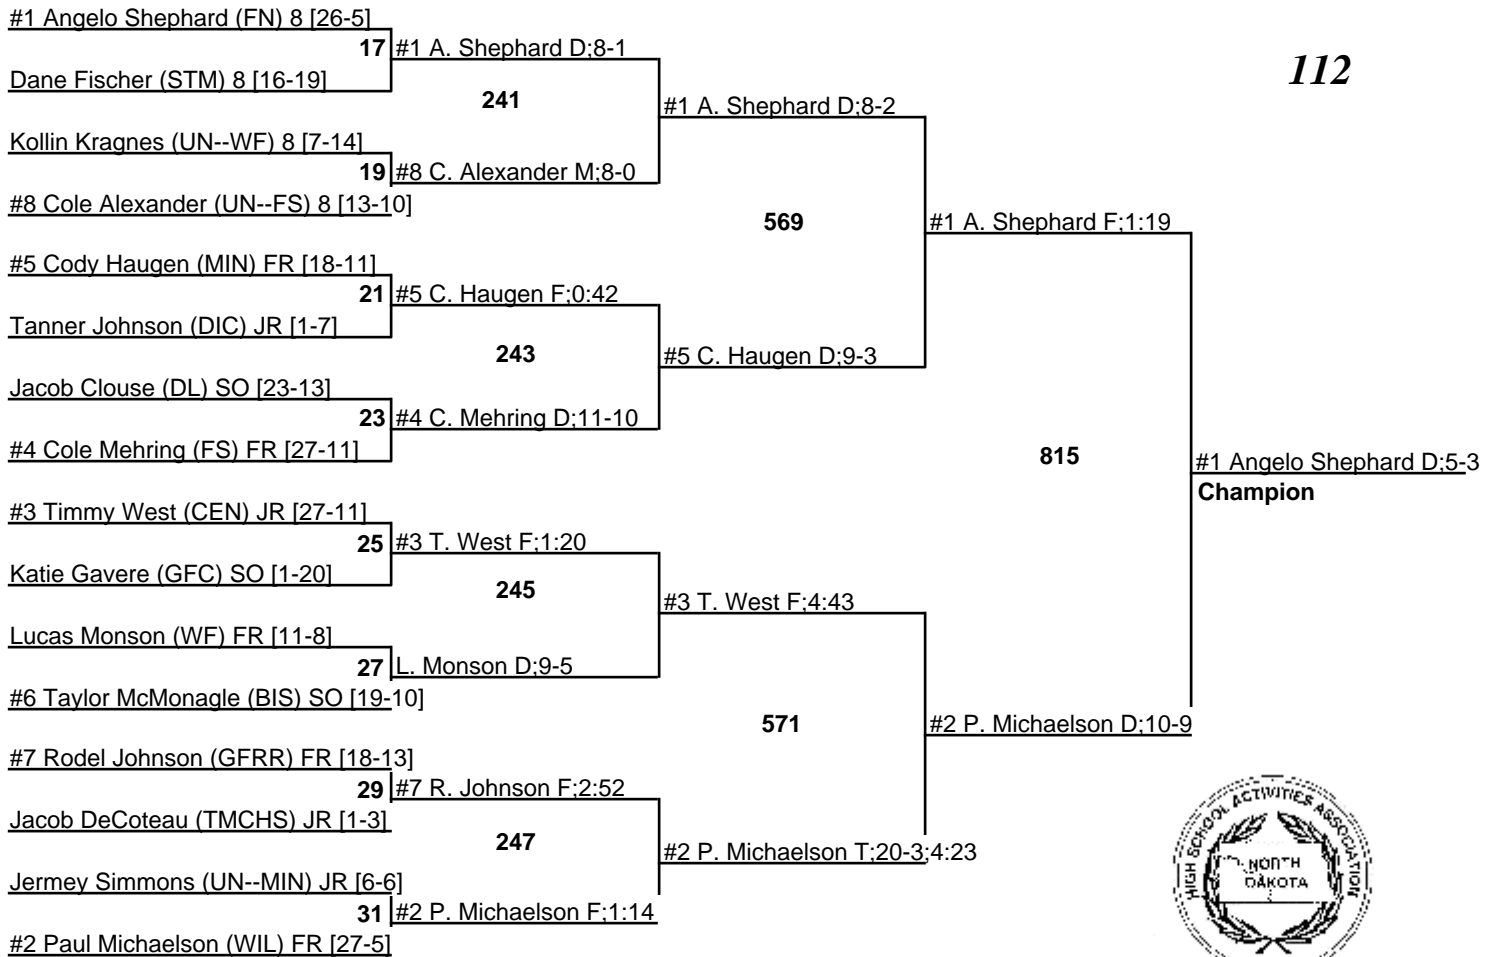 #1 Angelo Shephard (FN) 8 [26-5]
17
#1 A. Shephard D;8-1
112
Dane Fischer (STM) 8 [16-19]
241
#1 A. Shephard D;8-2
Kollin Kragnes (UN--WF) 8 [7-14]
19
#8 C. Alexander M;8-0
#8 Cole Alexander (UN--FS) 8 [13-10]
569
#1 A. Shephard F;1:19
#5 Cody Haugen (MIN) FR [18-11]
21
#5 C. Haugen F;0:42
Tanner Johnson (DIC) JR [1-7]
243
#5 C. Haugen D;9-3
Jacob Clouse (DL) SO [23-13]
23
#4 C. Mehring D;11-10
#4 Cole Mehring (FS) FR [27-11]
815
#1 Angelo Shephard D;5-3
Champion
#3 Timmy West (CEN) JR [27-11]
25
#3 T. West F;1:20
Katie Gavere (GFC) SO [1-20]
245
#3 T. West F;4:43
Lucas Monson (WF) FR [11-8]
27
L. Monson D;9-5
#6 Taylor McMonagle (BIS) SO [19-10]
571
#2 P. Michaelson D;10-9
#7 Rodel Johnson (GFRR) FR [18-13]
29
#7 R. Johnson F;2:52
Jacob DeCoteau (TMCHS) JR [1-3]
247
#2 P. Michaelson T;20-3;4:23
Jermey Simmons (UN--MIN) JR [6-6]
31
#2 P. Michaelson F;1:14
#2 Paul Michaelson (WIL) FR [27-5]
HIGH SCHOOL ACTIVITIES ASSOCIATION
NORTH
DAKOTA